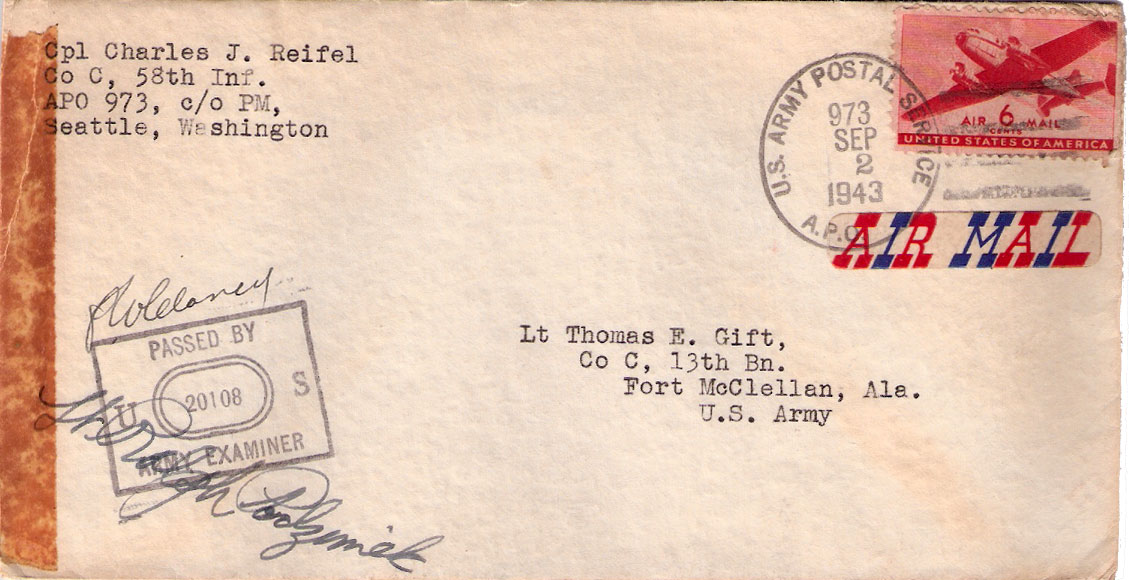 Cpl Charles J. Reifel
Co C, 58th Inf.
APO 973, c/o PM,
Seattle, Washington
U.S. ARMY POSTAL SERVICE
973
SEP
2
1943
A.P.O.
AIR 6 MAIL
CENTS
UNITED STATES OF AMERICA
AIR MAIL
PASSED BY
U 20108 S
ARMY EXAMINER
Lt Thomas E. Gift,
Co C, 13th Bn.
Fort McClellan, Ala.
U.S. Army